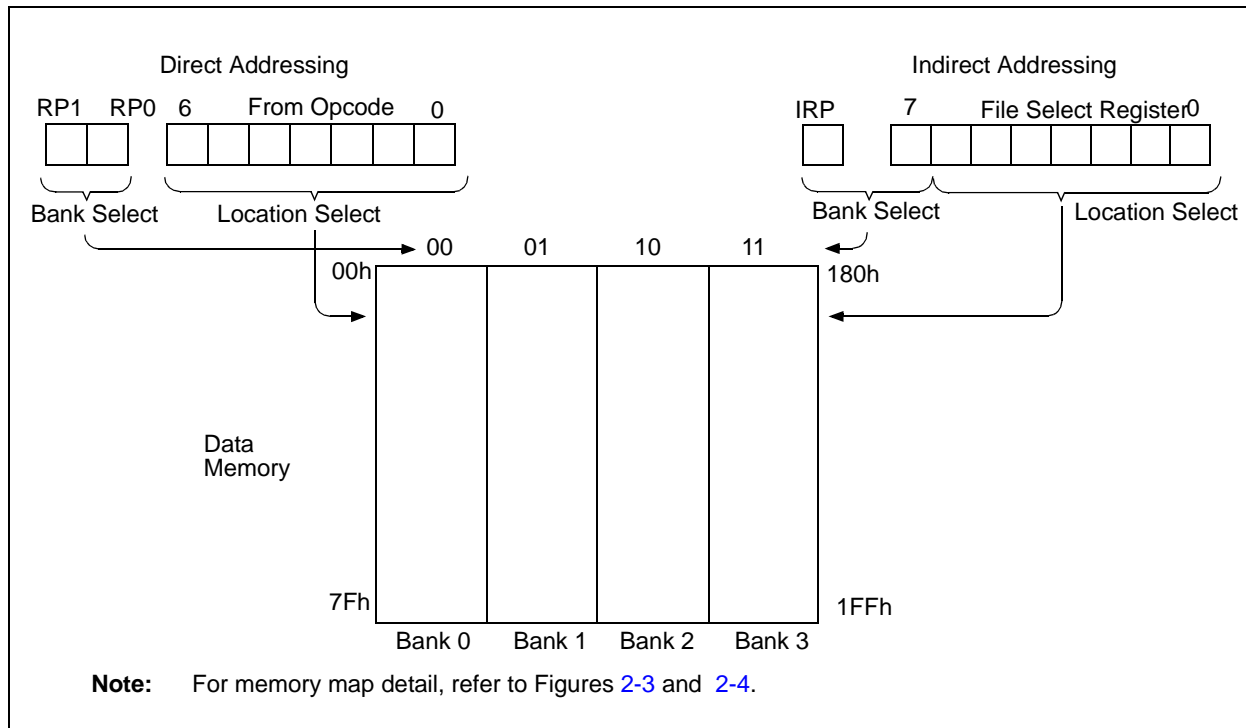 Direct Addressing
Indirect Addressing
RP1 RP0 6 From Opcode 0
IRP 7 File Select Register 0
Bank Select Location Select
Bank Select Location Select
00 01 10 11
00h 180h
Data
Memory
7Fh 1FFh
Bank 0 Bank 1 Bank 2 Bank 3
Note: For memory map detail, refer to Figures 2-3 and 2-4.